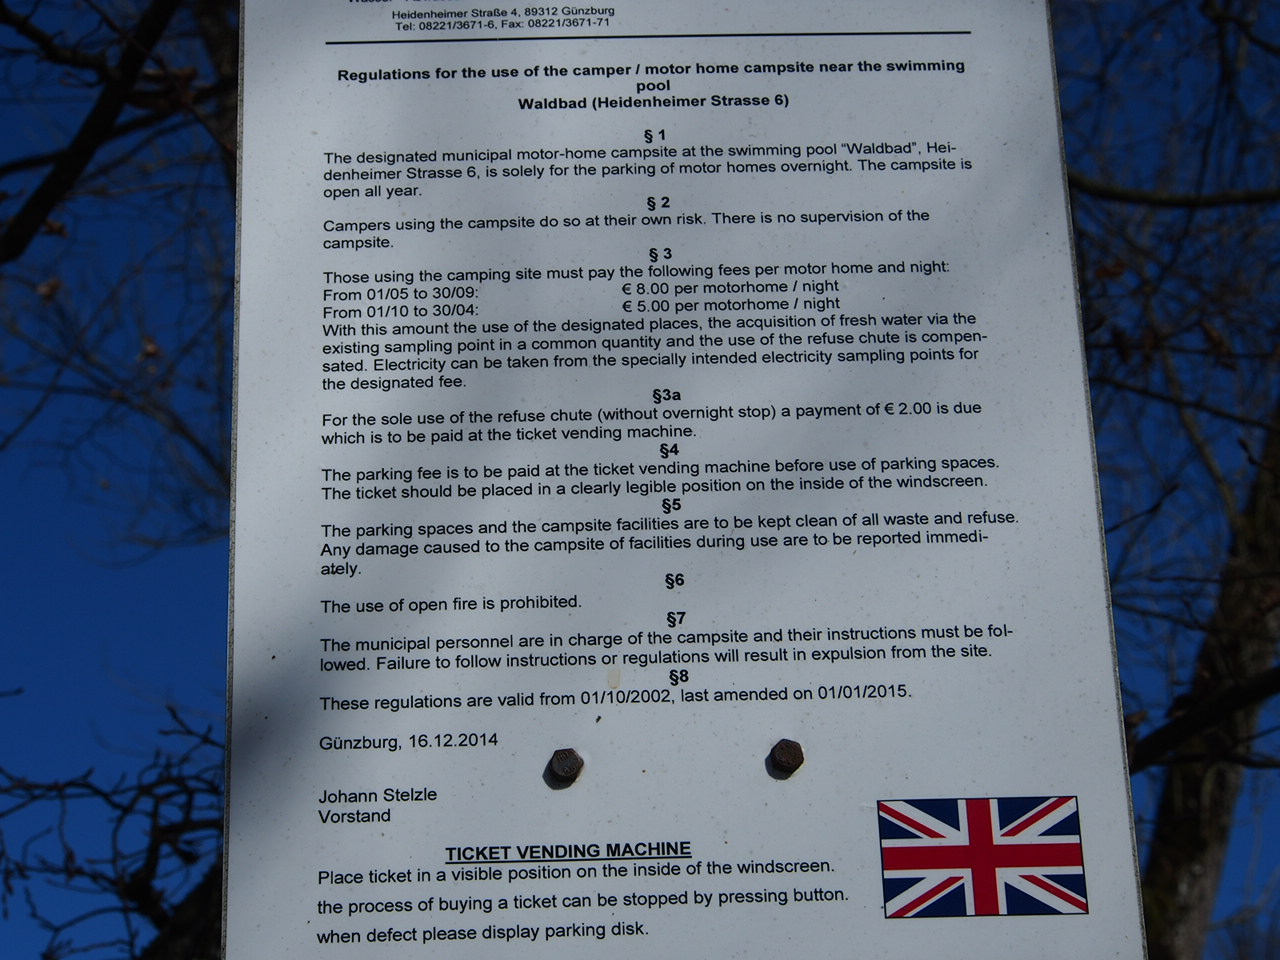 Heidenheimer Straße 4, 89312 Günzburg
Tel: 08221/3671-6, Fax: 08221/3671-71
Regulations for the use of the camper / motor home campsite near the swimming
pool
Waldbad (Heidenheimer Strasse 6)
§ 1
The designated municipal motor-home campsite at the swimming pool “Waldbad”, Hei-
denheimer Strasse 6, is solely for the parking of motor homes overnight. The campsite is
open all year.
§ 2
Campers using the campsite do so at their own risk. There is no supervision of the
campsite.
§ 3
Those using the camping site must pay the following fees per motor home and night:
From 01/05 to 30/09: € 8.00 per motorhome / night
From 01/10 to 30/04: € 5.00 per motorhome / night
With this amount the use of the designated places, the acquisition of fresh water via the
existing sampling point in a common quantity and the use of the refuse chute is compen-
sated. Electricity can be taken from the specially intended electricity sampling points for
the designated fee.
§3a
For the sole use of the refuse chute (without overnight stop) a payment of € 2.00 is due
which is to be paid at the ticket vending machine.
§4
The parking fee is to be paid at the ticket vending machine before use of parking spaces.
The ticket should be placed in a clearly legible position on the inside of the windscreen.
§5
The parking spaces and the campsite facilities are to be kept clean of all waste and refuse.
Any damage caused to the campsite of facilities during use are to be reported immedi-
ately.
§6
The use of open fire is prohibited.
§7
The municipal personnel are in charge of the campsite and their instructions must be fol-
lowed. Failure to follow instructions or regulations will result in expulsion from the site.
§8
These regulations are valid from 01/10/2002, last amended on 01/01/2015.
Günzburg, 16.12.2014
Johann Stelzle
Vorstand
TICKET VENDING MACHINE
Place ticket in a visible position on the inside of the windscreen.
the process of buying a ticket can be stopped by pressing button.
when defect please display parking disk.